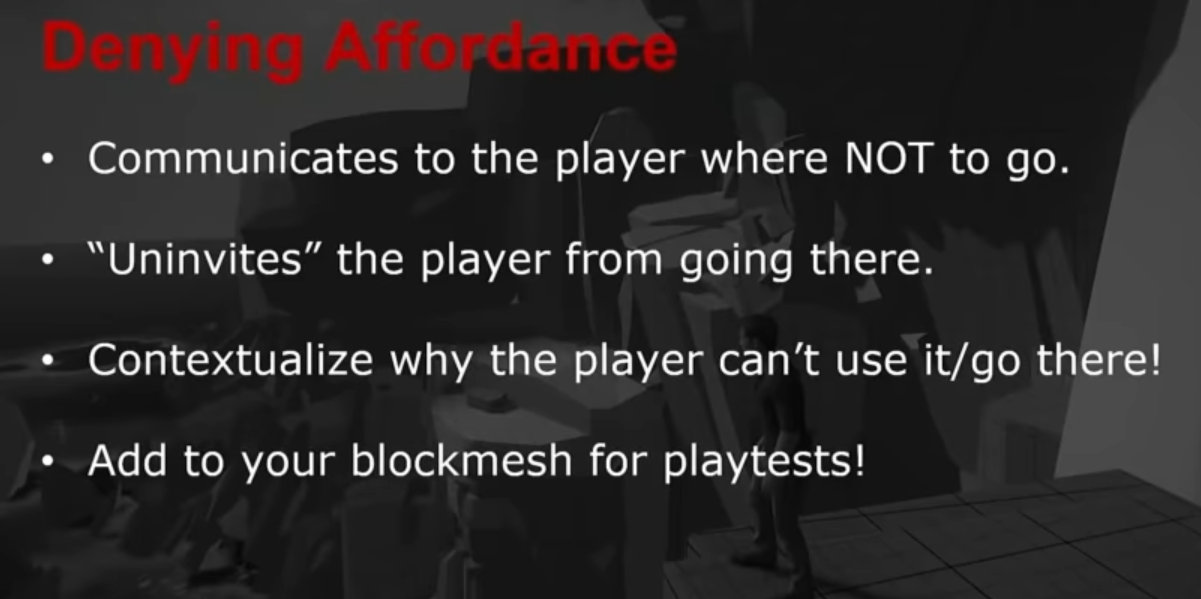 Denying Affordance
• Communicates to the player where NOT to go.
• “Uninvites” the player from going there.
• Contextualize why the player can’t use it/go there!
• Add to your blockmesh for playtests!